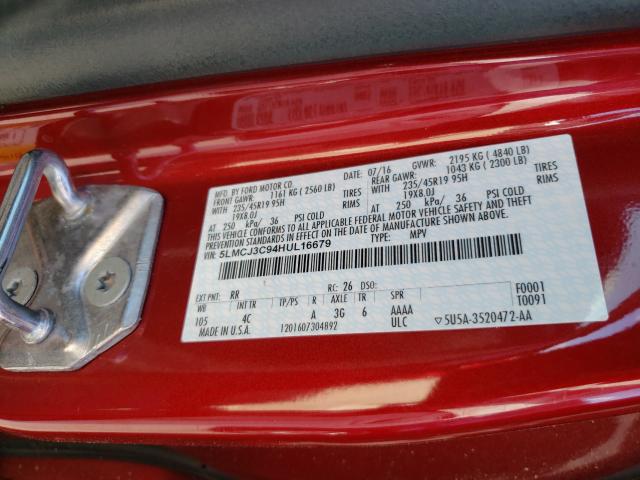 MFD. BY FORD MOTOR CO.
DATE: 07/16 GVWR: 2195 KG ( 4840 LB)
FRONT GAWR: 1161 KG ( 2560 LB) REAR GAWR: 1043 KG ( 2300 LB)
WITH 235/45R19 95H TIRES WITH 235/45R19 95H TIRES
19X8.0J RIMS 19X8.0J RIMS
AT 250 kPa/ 36 PSI COLD AT 250 kPa/ 36 PSI COLD
THIS VEHICLE CONFORMS TO ALL APPLICABLE FEDERAL MOTOR VEHICLE SAFETY AND THEFT
PREVENTION STANDARDS IN EFFECT ON THE DATE OF MANUFACTURE SHOWN ABOVE.
VIN: 5LMCJ3C94HUL16679 TYPE: MPV
EXT PNT: RR RC: 26 DSO: F0001
T0091
WB INT TR TP/PS R AXLE TR SPR
105 4C A 3G 6 AAAA
MADE IN U.S.A. 1201607304892 ULC ▽5U5A-3520472-AA